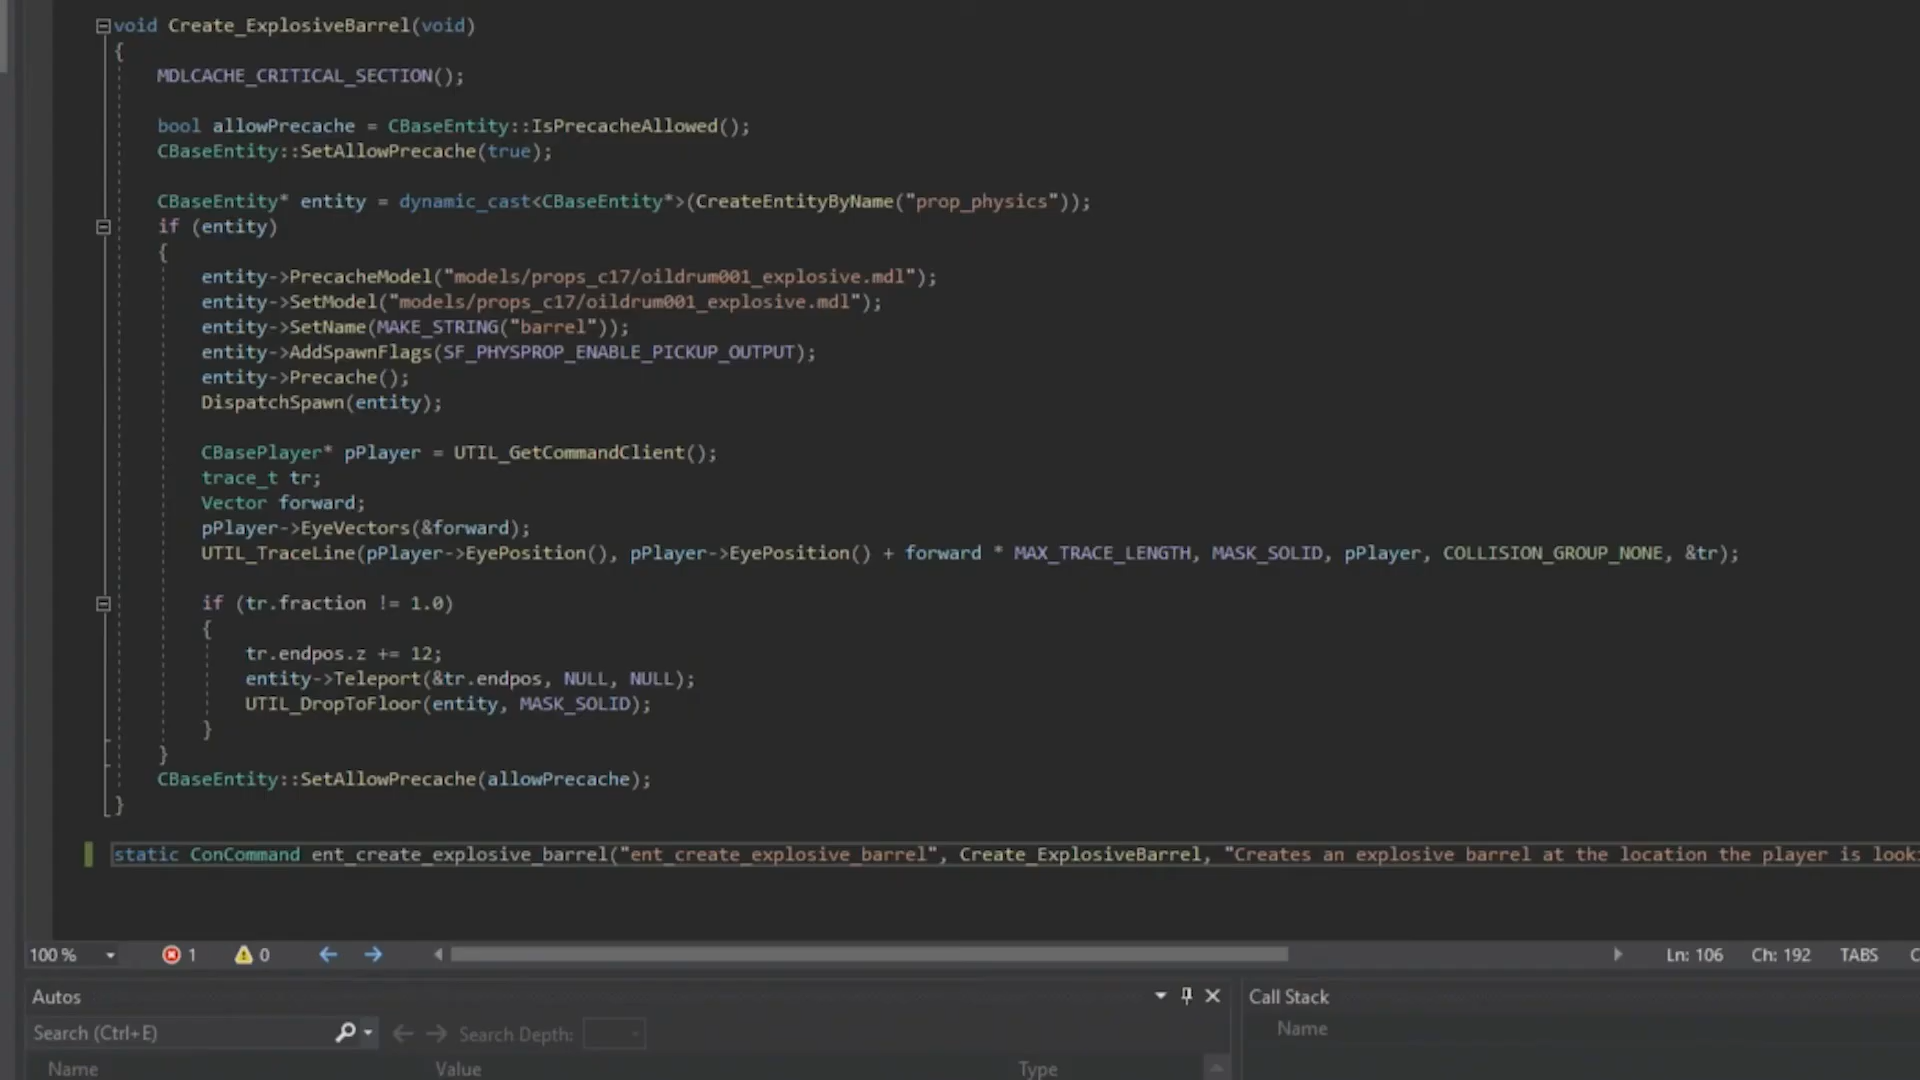 void Create_ExplosiveBarrel(void)
{
MDLCACHE_CRITICAL_SECTION();
bool allowPrecache = CBaseEntity::IsPrecacheAllowed();
CBaseEntity::SetAllowPrecache(true);
CBaseEntity* entity = dynamic_cast<CBaseEntity*>(CreateEntityByName("prop_physics"));
if (entity)
{
entity->PrecacheModel("models/props_c17/oildrum001_explosive.mdl");
entity->SetModel("models/props_c17/oildrum001_explosive.mdl");
entity->SetName(MAKE_STRING("barrel"));
entity->AddSpawnFlags(SF_PHYSPROP_ENABLE_PICKUP_OUTPUT);
entity->Precache();
DispatchSpawn(entity);
CBasePlayer* pPlayer = UTIL_GetCommandClient();
trace_t tr;
Vector forward;
pPlayer->EyeVectors(&forward);
UTIL_TraceLine(pPlayer->EyePosition(), pPlayer->EyePosition() + forward * MAX_TRACE_LENGTH, MASK_SOLID, pPlayer, COLLISION_GROUP_NONE, &tr);
if (tr.fraction != 1.0)
{
tr.endpos.z += 12;
entity->Teleport(&tr.endpos, NULL, NULL);
UTIL_DropToFloor(entity, MASK_SOLID);
}
}
CBaseEntity::SetAllowPrecache(allowPrecache);
}
static ConCommand ent_create_explosive_barrel("ent_create_explosive_barrel", Create_ExplosiveBarrel, "Creates an explosive barrel at the location the player is look
100 % 1 0 Ln: 106 Ch: 192 TABS
Autos Call Stack
Search (Ctrl+E) Search Depth: Name
Name Value Type